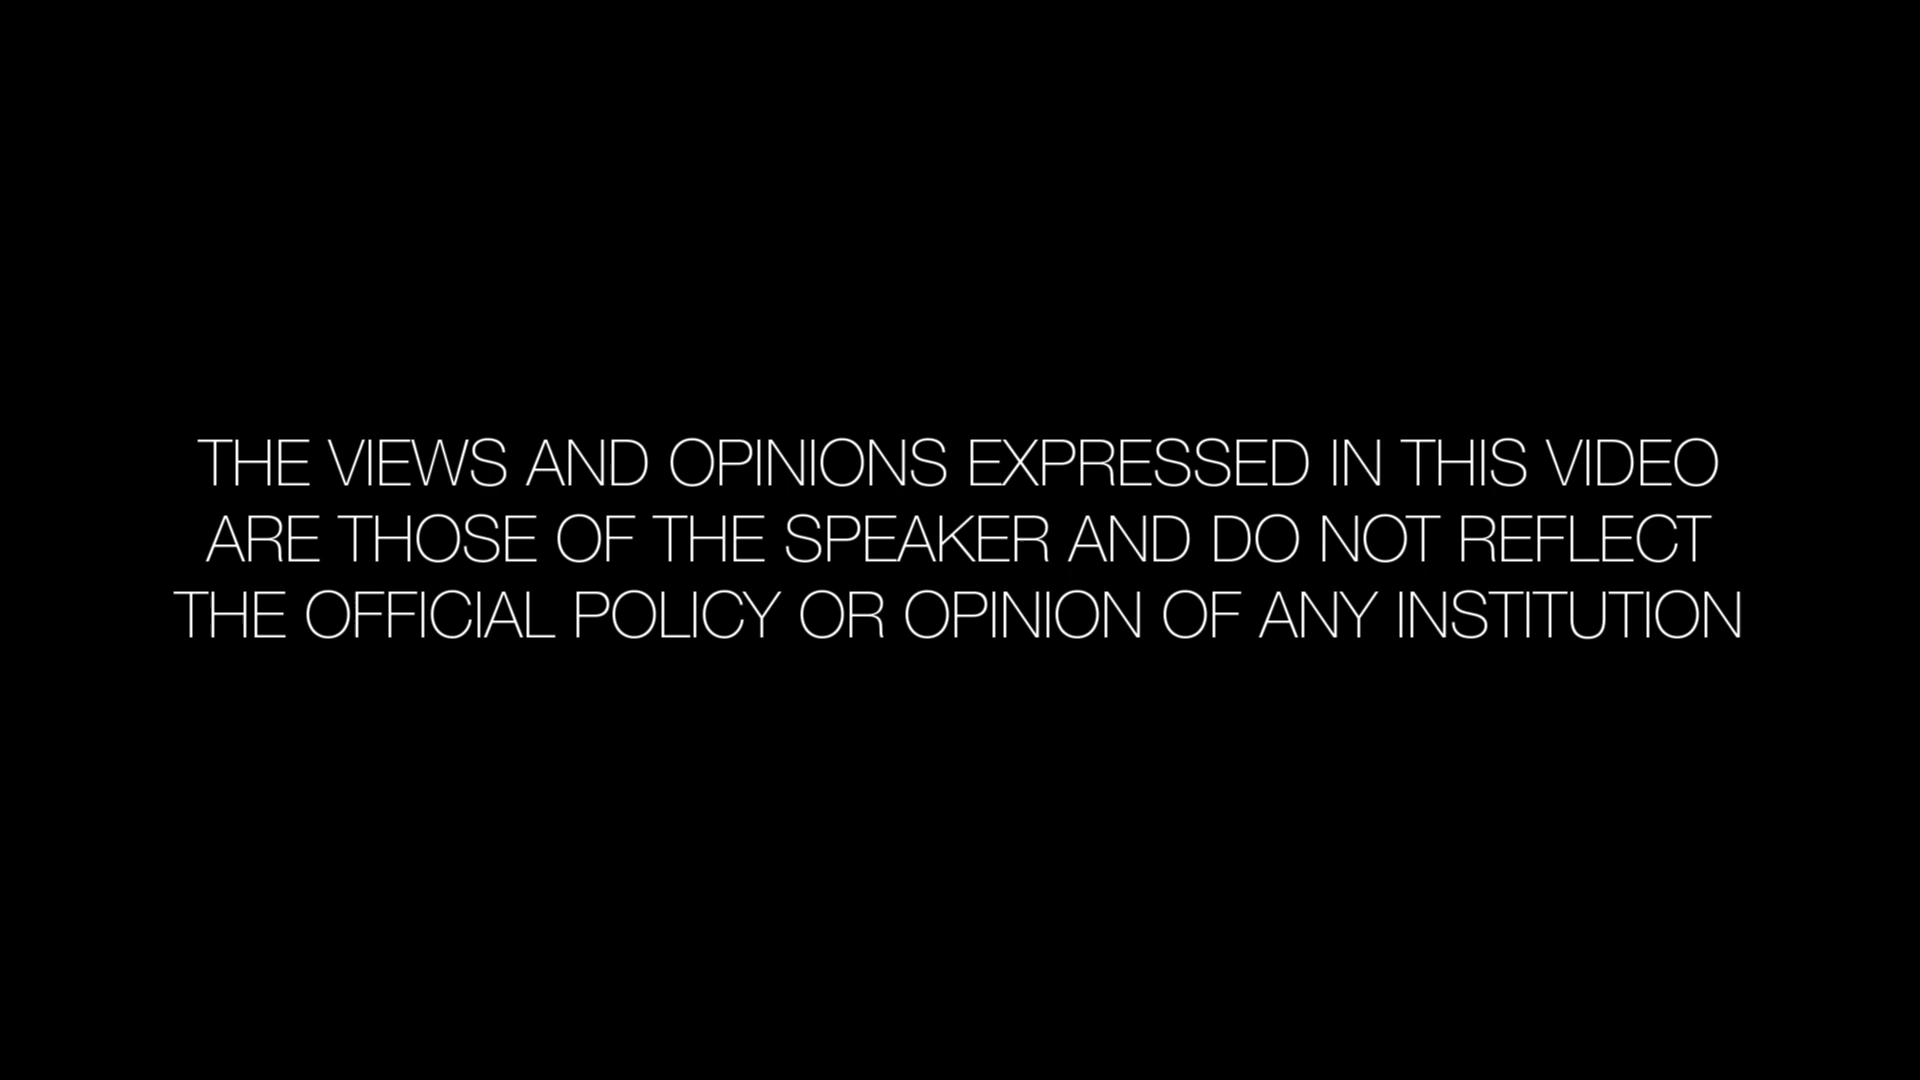 THE VIEWS AND OPINIONS EXPRESSED IN THIS VIDEO
ARE THOSE OF THE SPEAKER AND DO NOT REFLECT
THE OFFICIAL POLICY OR OPINION OF ANY INSTITUTION